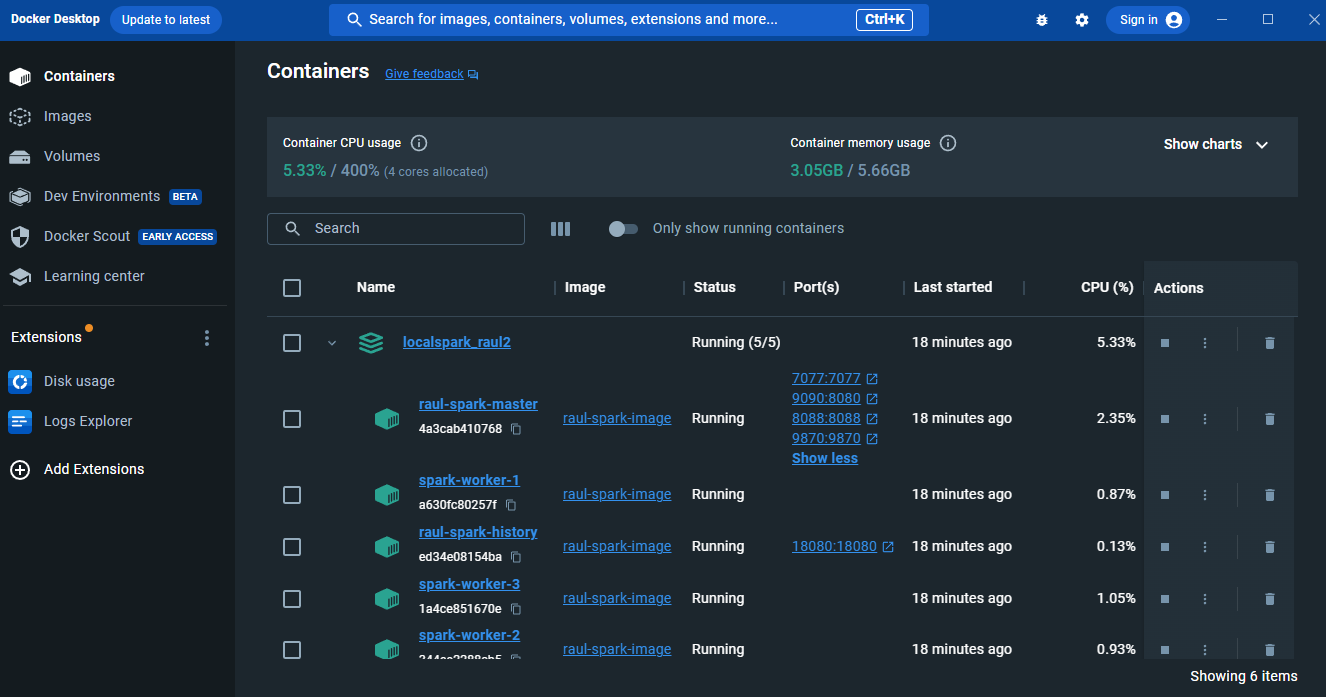 Docker Desktop Update to latest Search for images, containers, volumes, extensions and more... Ctrl+K Sign in
Containers
Images
Volumes
Dev Environments BETA
Docker Scout EARLY ACCESS
Learning center
Extensions
Disk usage
Logs Explorer
Add Extensions
Containers Give feedback
Container CPU usage
5.33% / 400% (4 cores allocated)
Container memory usage
3.05GB / 5.66GB
Show charts
Search Only show running containers
Name Image Status Port(s) Last started CPU (%) Actions
localspark_raul2 Running (5/5) 18 minutes ago 5.33%
raul-spark-master
4a3cab410768
raul-spark-image Running
7077:7077
9090:8080
8088:8088
9870:9870
Show less
18 minutes ago 2.35%
spark-worker-1
a630fc80257f
raul-spark-image Running 18 minutes ago 0.87%
raul-spark-history
ed34e08154ba
raul-spark-image Running 18080:18080 18 minutes ago 0.13%
spark-worker-3
1a4ce851670e
raul-spark-image Running 18 minutes ago 1.05%
spark-worker-2
raul-spark-image Running 18 minutes ago 0.93%
Showing 6 items